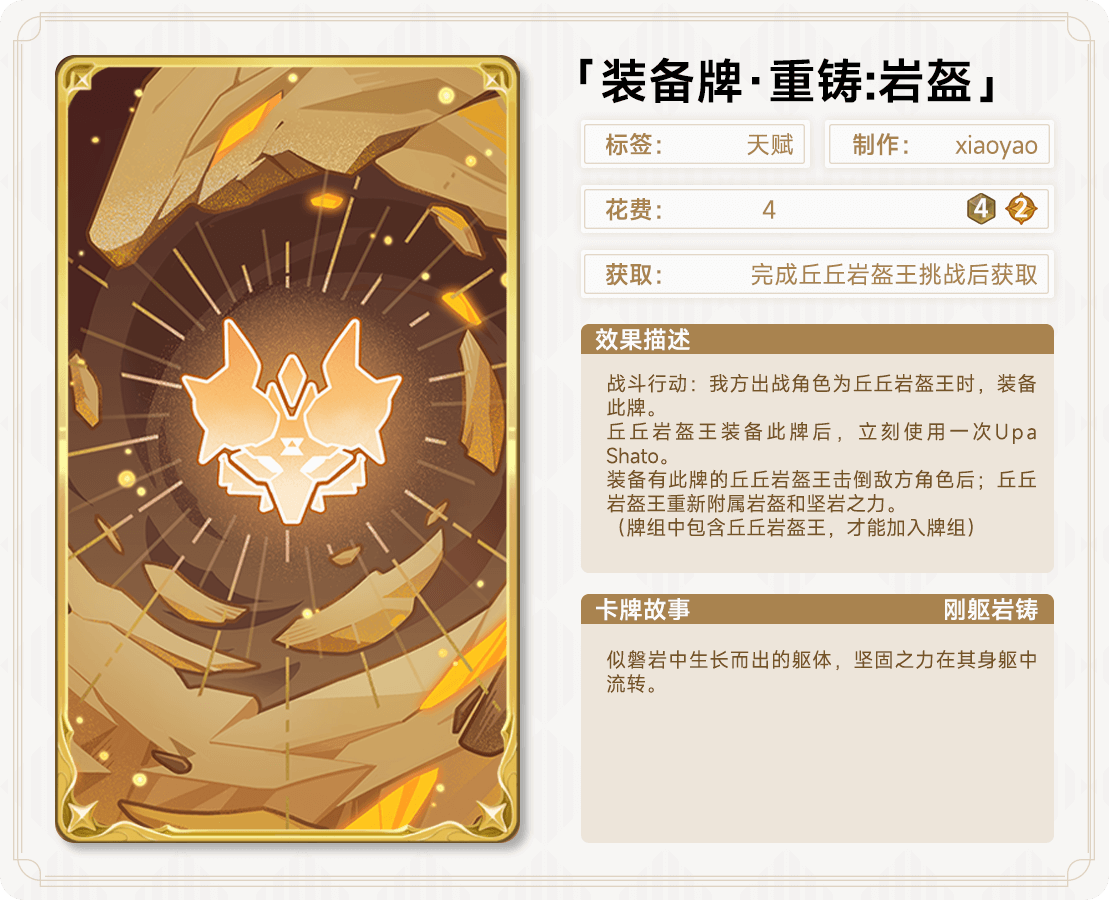 「装备牌·重铸:岩盔」
标签： 天赋 制作： xiaoyao
花费： 4 4 2
获取： 完成丘丘岩盔王挑战后获取
效果描述
战斗行动：我方出战角色为丘丘岩盔王时，装备
此牌。
丘丘岩盔王装备此牌后，立刻使用一次Upa
Shato。
装备有此牌的丘丘岩盔王击倒敌方角色后；丘丘
岩盔王重新附属岩盔和坚岩之力。
（牌组中包含丘丘岩盔王，才能加入牌组）
卡牌故事 刚躯岩铸
似磐岩中生长而出的躯体，坚固之力在其身躯中
流转。